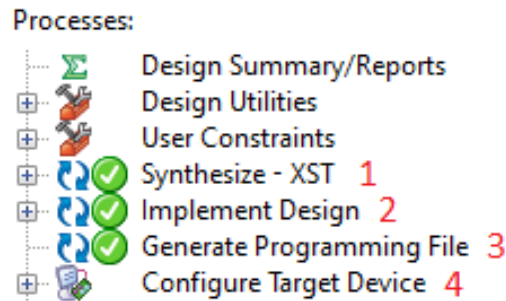 Processes:
Design Summary/Reports
Design Utilities
User Constraints
Synthesize - XST 1
Implement Design 2
Generate Programming File 3
Configure Target Device 4